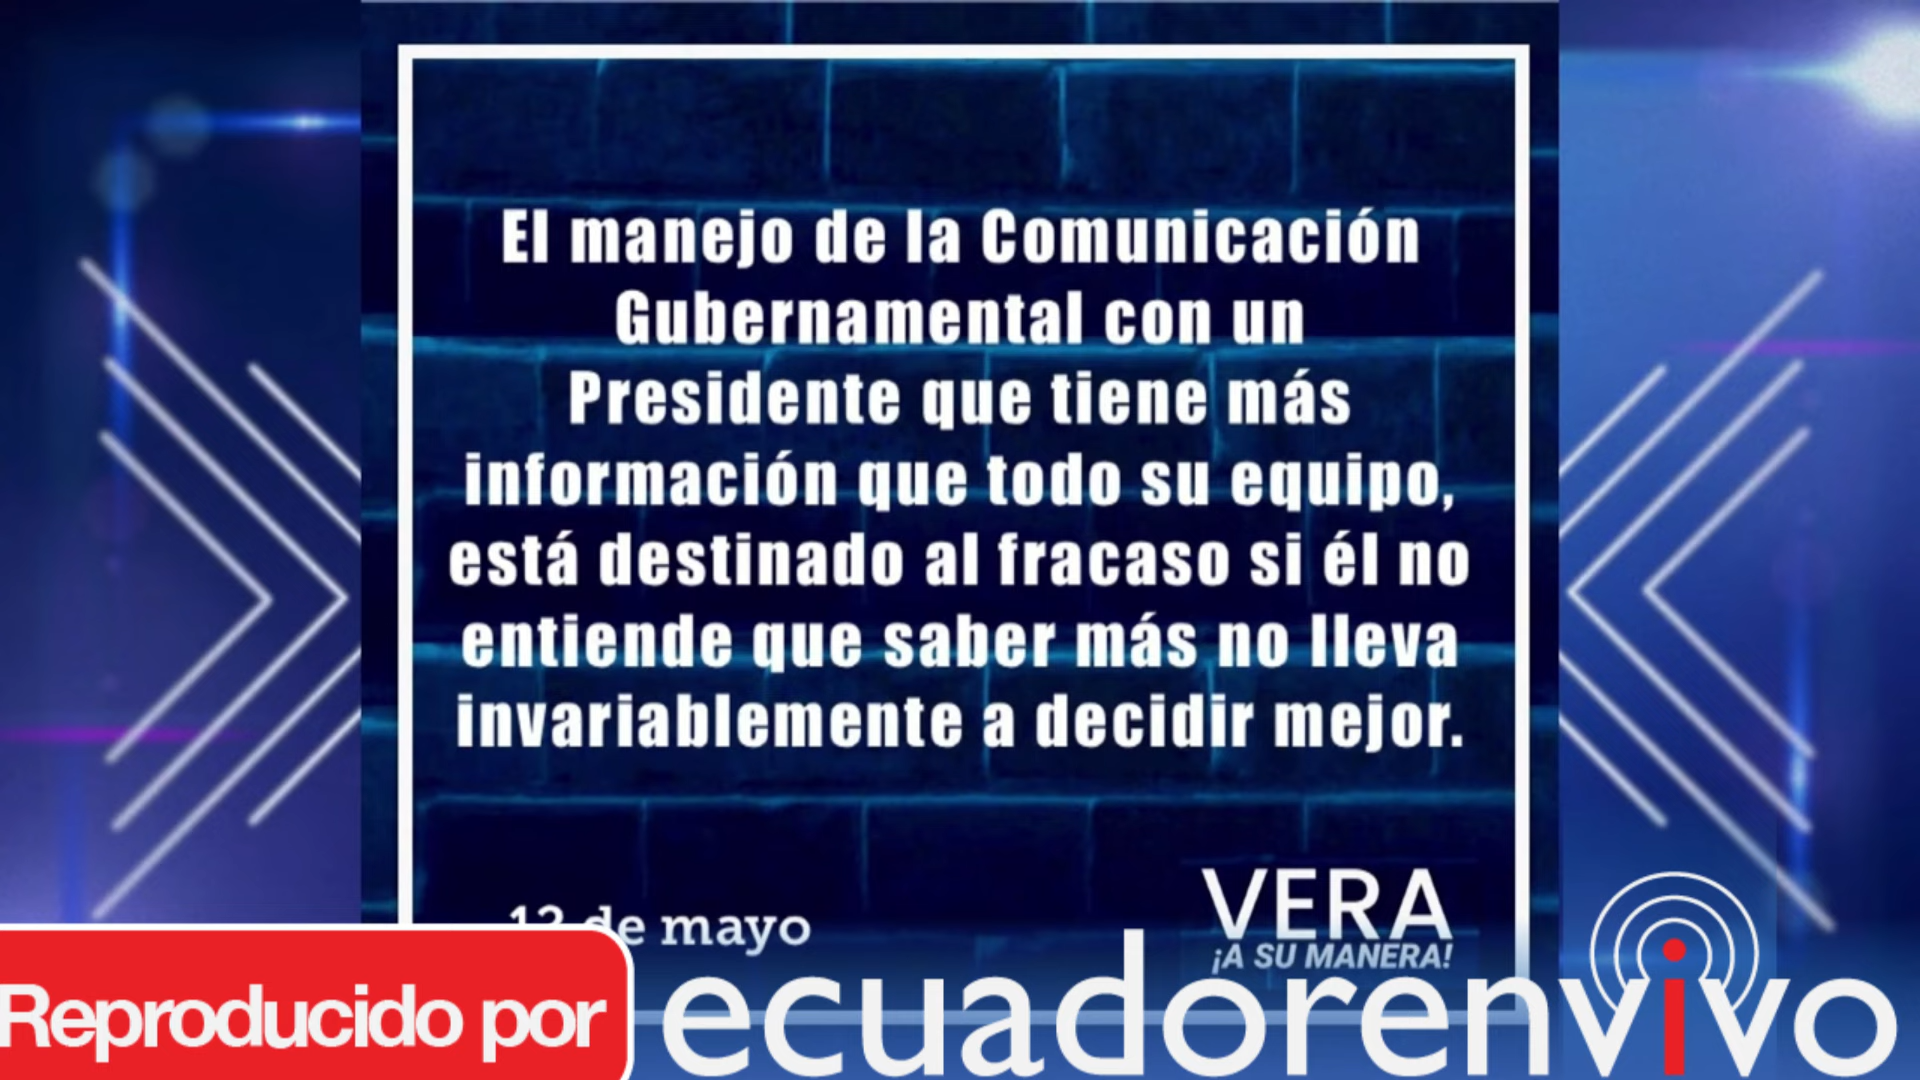 El manejo de la Comunicación
Gubernamental con un
Presidente que tiene más
información que todo su equipo,
está destinado al fracaso si él no
entiende que saber más no lleva
invariablemente a decidir mejor.
de mayo
VERA
¡A SU MANERA!
Reproducido por
ecuadorenvivo